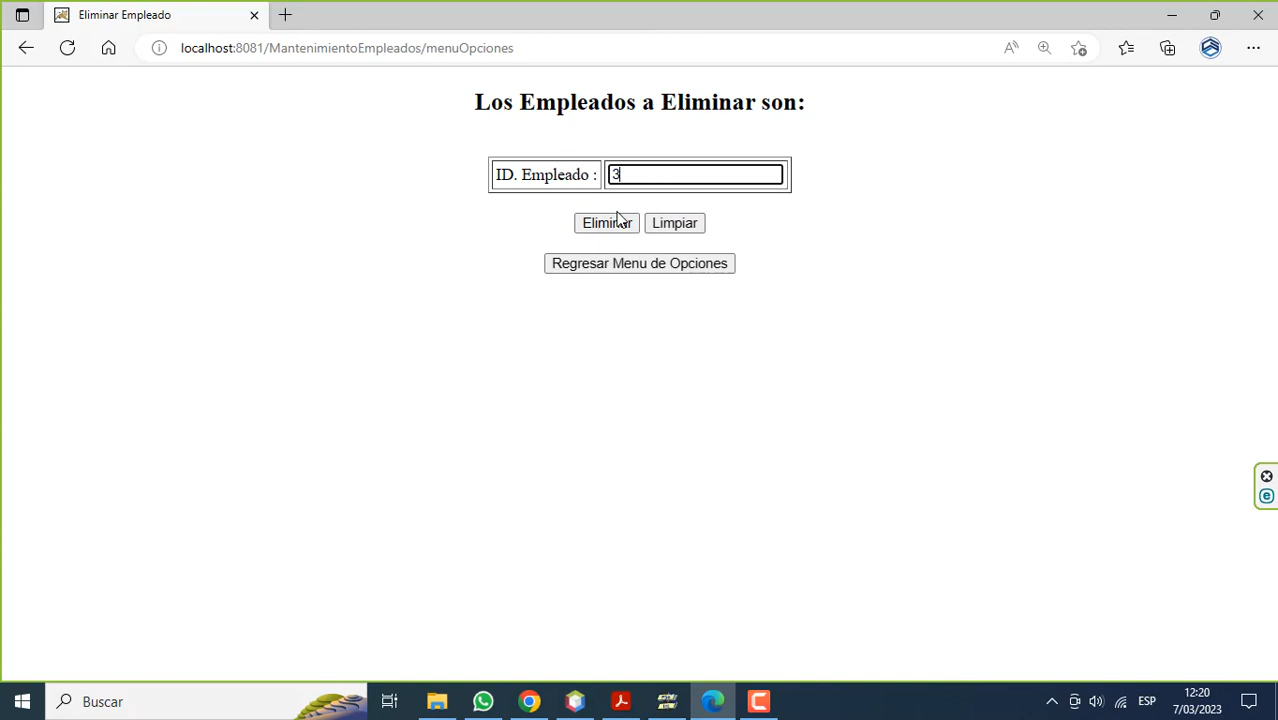 Eliminar Empleado
localhost:8081/MantenimientoEmpleados/menuOpciones
Los Empleados a Eliminar son:
ID. Empleado : 3
Eliminar Limpiar
Regresar Menu de Opciones
Buscar
ESP
12:20
7/03/2023